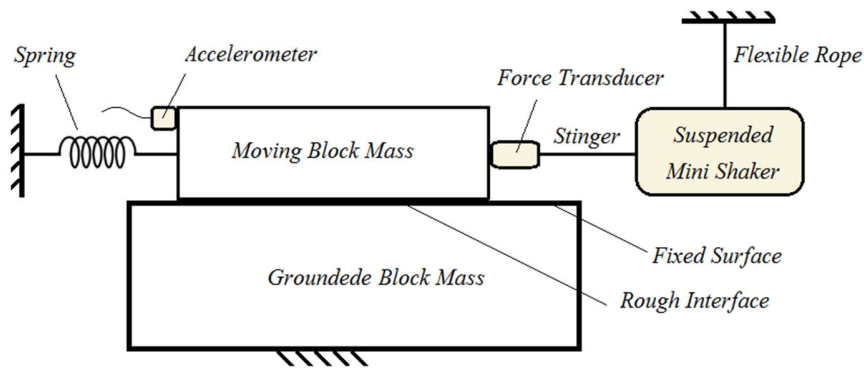 Spring
Accelerometer
Flexible Rope
Force Transducer
Stinger
Suspended
Mini Shaker
Moving Block Mass
Fixed Surface
Groundede Block Mass
Rough Interface